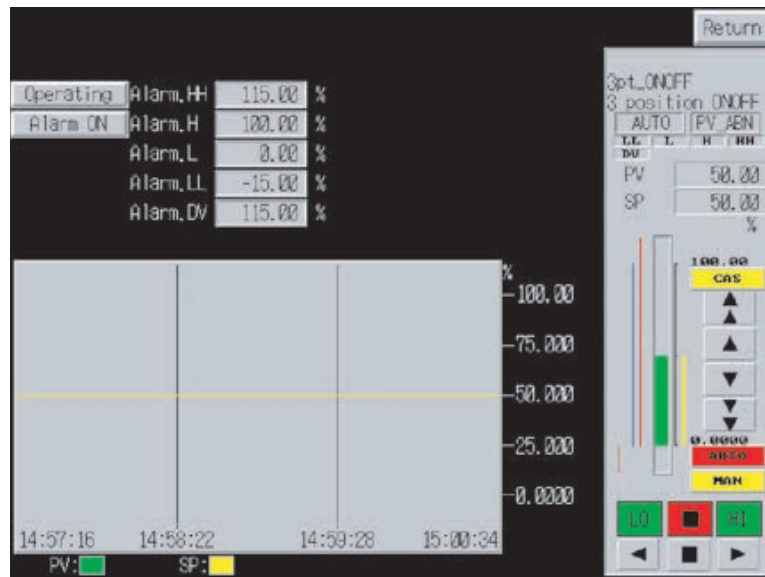 Return
Operating Alarm.HH 115.00 %
Alarm ON Alarm.H 100.00 %
Alarm.L 0.00 %
Alarm.LL -15.00 %
Alarm.DV 115.00 %
3pt_ONOFF
3 position ONOFF
AUTO PV_ABN
LL L H HH
DV
PV 50.00
SP 50.00
%
100.00
CAS
0.0000
AUTO
MAN
LO HI
%
100.00
75.000
50.000
25.000
0.0000
14:57:16 14:58:22 14:59:28 15:00:34
PV: SP: